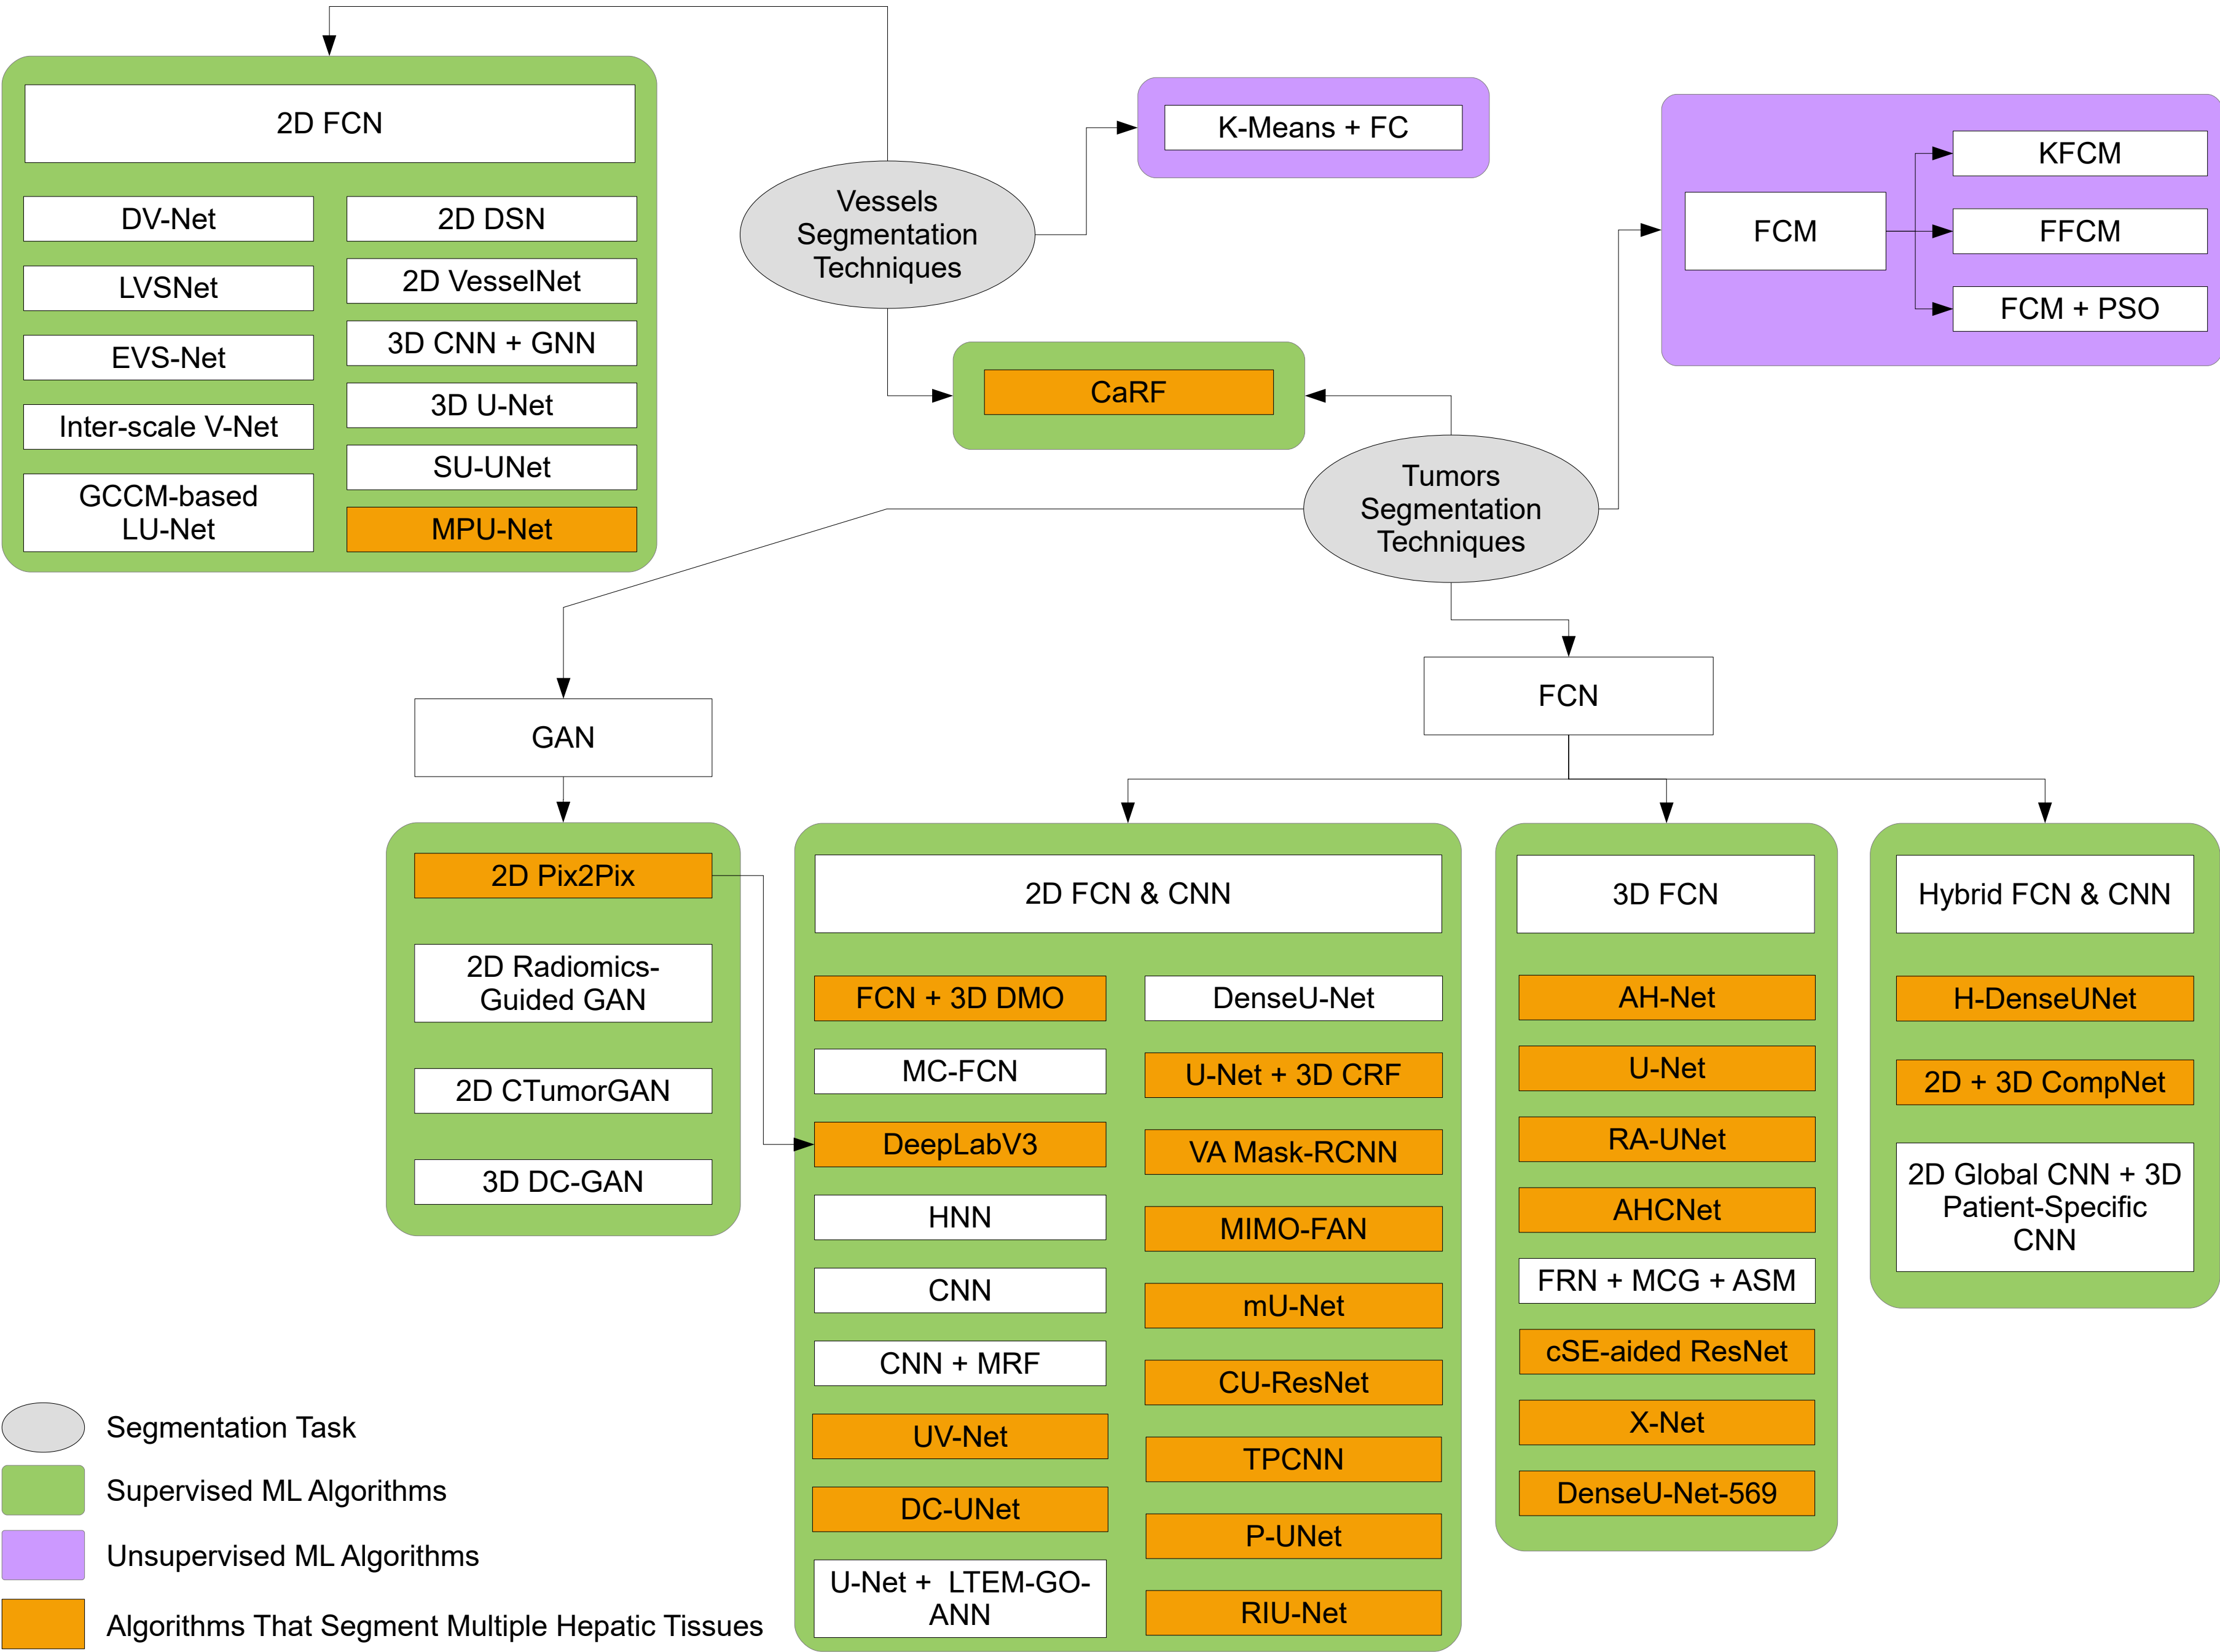 2D FCN
DV-Net
LVSNet
EVS-Net
Inter-scale V-Net
GCCM-based
LU-Net
2D DSN
2D VesselNet
3D CNN + GNN
3D U-Net
SU-UNet
MPU-Net
Vessels
Segmentation
Techniques
K-Means + FC
CaRF
FCM
KFCM
FFCM
FCM + PSO
Tumors
Segmentation
Techniques
GAN
2D Pix2Pix
2D Radiomics-
Guided GAN
2D CTumorGAN
3D DC-GAN
FCN
2D FCN & CNN
FCN + 3D DMO
MC-FCN
DeepLabV3
HNN
CNN
CNN + MRF
UV-Net
DC-UNet
U-Net + LTEM-GO-
ANN
DenseU-Net
U-Net + 3D CRF
VA Mask-RCNN
MIMO-FAN
mU-Net
CU-ResNet
TPCNN
P-UNet
RIU-Net
3D FCN
AH-Net
U-Net
RA-UNet
AHCNet
FRN + MCG + ASM
cSE-aided ResNet
X-Net
DenseU-Net-569
Hybrid FCN & CNN
H-DenseUNet
2D + 3D CompNet
2D Global CNN + 3D
Patient-Specific
CNN
Segmentation Task
Supervised ML Algorithms
Unsupervised ML Algorithms
Algorithms That Segment Multiple Hepatic Tissues